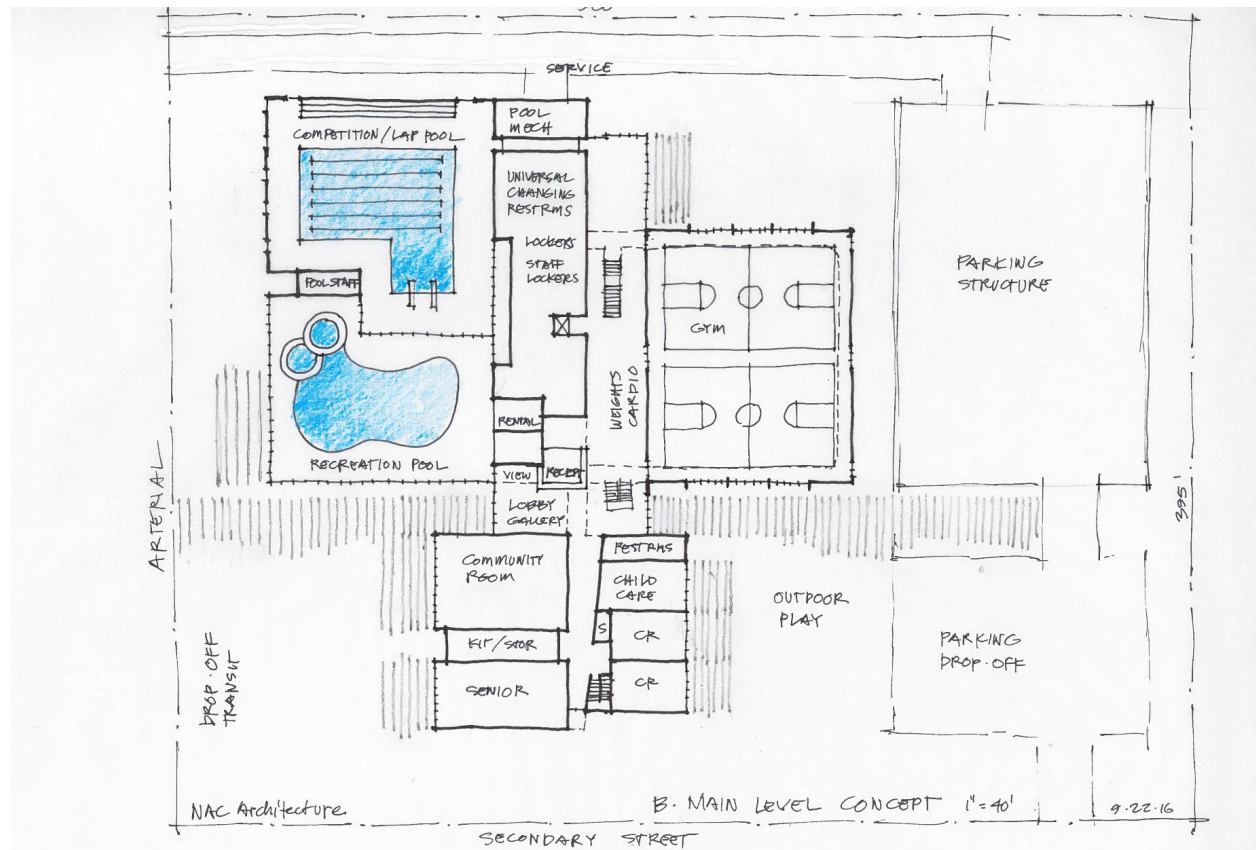 SERVICE
POOL
MECH
COMPETITION/LAP POOL
UNIVERSAL
CHANGING
RESTRMS
LOCKERS
STAFF
LOCKERS
POOL STAFF
PARKING
STRUCTURE
GYM
WEIGHTS
CARDIO
RENTAL
RECREATION POOL
VIEW
RECEPT
LOBBY
GALLERY
ARTERIAL
395'
RESTRMS
COMMUNITY
ROOM
CHILD
CARE
OUTDOOR
PLAY
S
CR
KIT/STOR
PARKING
DROP-OFF
CR
SENIOR
DROP-OFF
TRANSIT
NAC Architecture
B. MAIN LEVEL CONCEPT 1"=40'
9-22-16
SECONDARY STREET